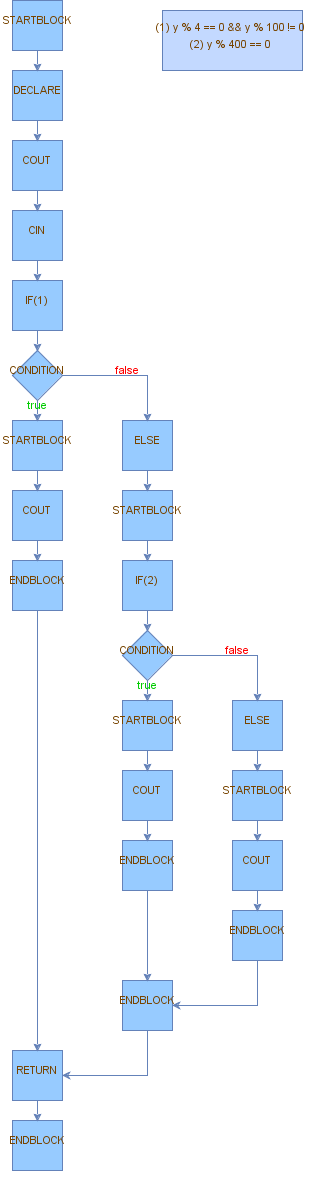 STARTBLOCK
(1) y % 4 == 0 && y % 100 != 0
(2) y % 400 == 0
DECLARE
COUT
CIN
IF(1)
CONDITION
false
true
STARTBLOCK
ELSE
COUT
STARTBLOCK
ENDBLOCK
IF(2)
CONDITION
false
true
STARTBLOCK
ELSE
COUT
STARTBLOCK
ENDBLOCK
COUT
ENDBLOCK
ENDBLOCK
RETURN
ENDBLOCK